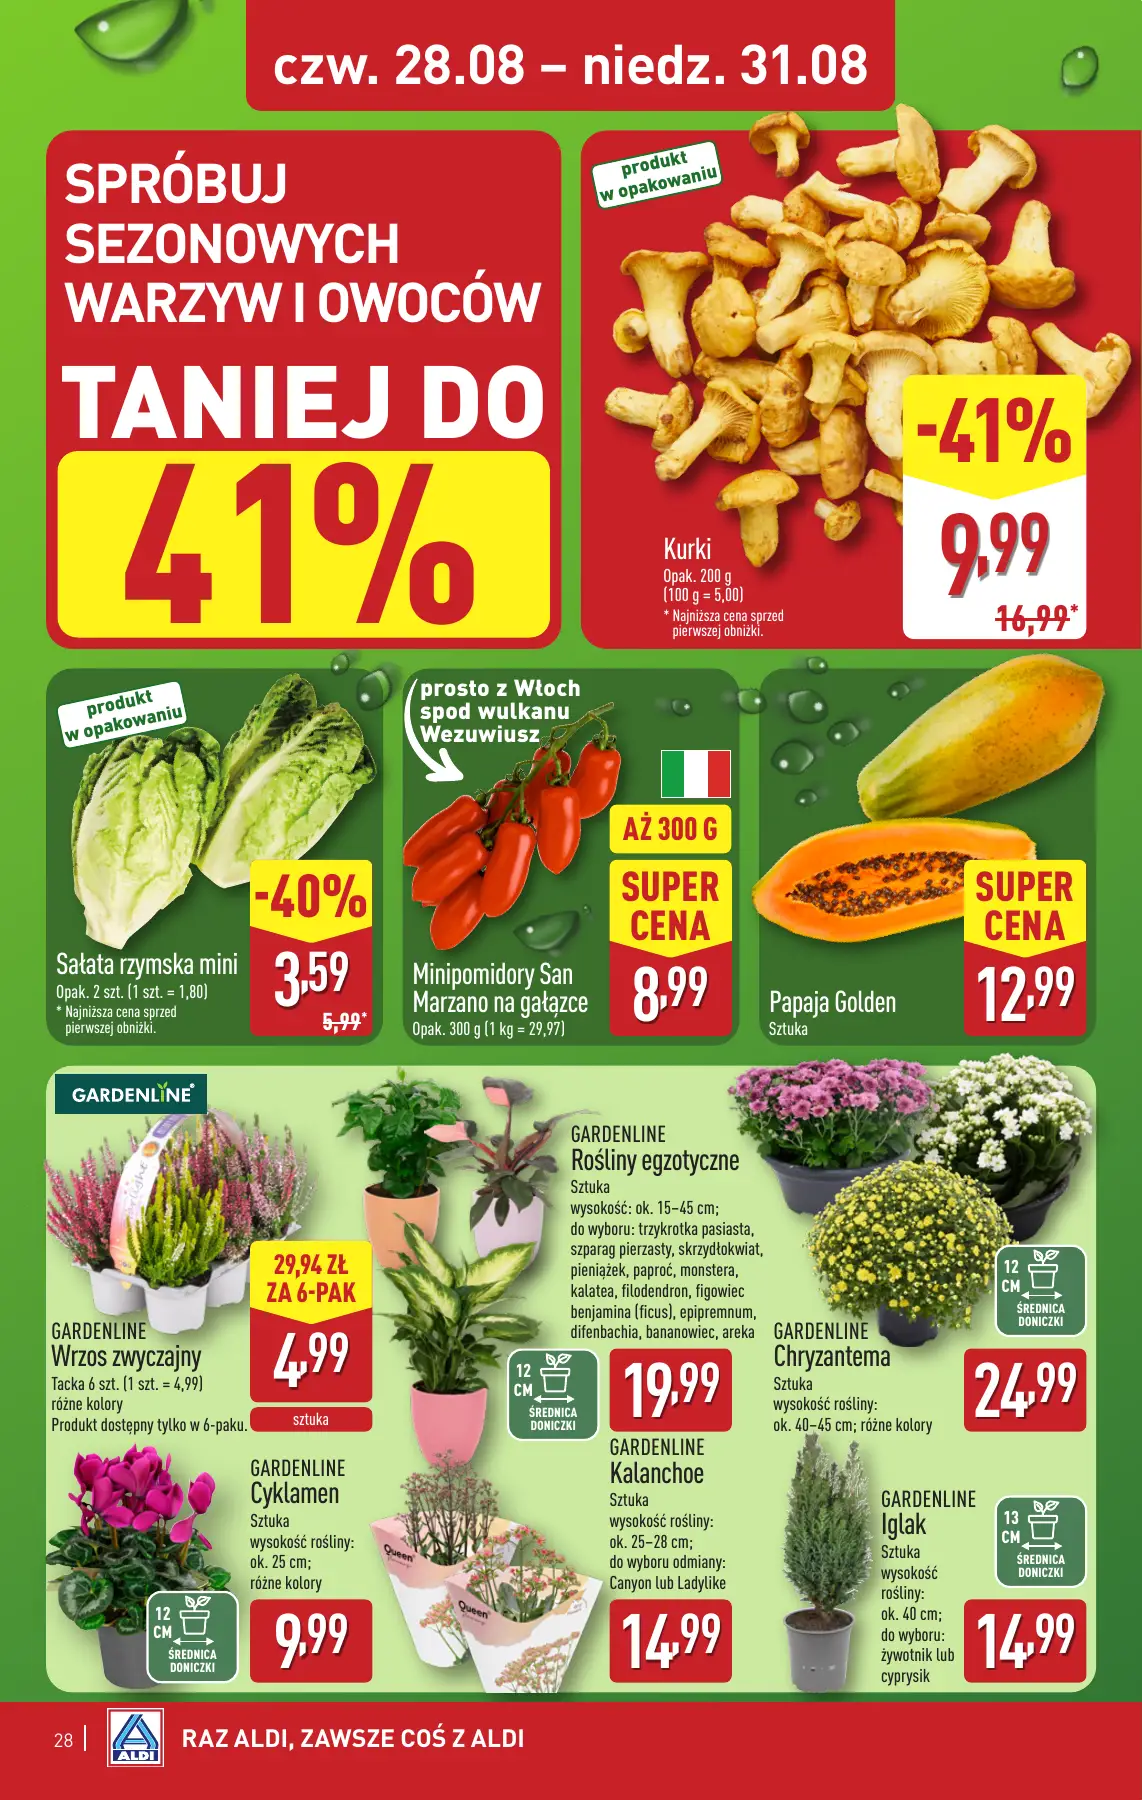 czw. 28.08 – niedz. 31.08
SPRÓBUJ
SEZONOWYCH
WARZYW I OWOCÓW
TANIEJ DO
41%
produkt
w opakowaniu
-41%
9,99
16,99*
Kurki
Opak. 200 g
(100 g = 5,00)
* Najniższa cena sprzed
pierwszej obniżki.
produkt
w opakowaniu
-40%
3,59
5,99*
Sałata rzymska mini
Opak. 2 szt. (1 szt. = 1,80)
* Najniższa cena sprzed
pierwszej obniżki.
prosto z Włoch
spod wulkanu
Wezuwiusz
AŻ 300 G
SUPER
CENA
8,99
Minipomidory San
Marzano na gałązce
Opak. 300 g (1 kg = 29,97)
SUPER
CENA
12,99
Papaja Golden
Sztuka
GARDENLINE®
29,94 ZŁ
ZA 6-PAK
4,99
sztuka
GARDENLINE
Wrzos zwyczajny
Tacka 6 szt. (1 szt. = 4,99)
różne kolory
Produkt dostępny tylko w 6-paku.
GARDENLINE
Rośliny egzotyczne
Sztuka
wysokość: ok. 15–45 cm;
do wyboru: trzykrotka pasiasta,
szparag pierzasty, skrzydłokwiat,
pieniążek, paproć, monstera,
kalatea, filodendron, figowiec
benjamina (ficus), epipremnum,
difenbachia, bananowiec, areka
12
CM
ŚREDNICA
DONICZKI
19,99
GARDENLINE
Chryzantema
Sztuka
wysokość rośliny:
ok. 40–45 cm; różne kolory
12
CM
ŚREDNICA
DONICZKI
24,99
GARDENLINE
Cyklamen
Sztuka
wysokość rośliny:
ok. 25 cm;
różne kolory
12
CM
ŚREDNICA
DONICZKI
9,99
Queen
Queen
GARDENLINE
Kalanchoe
Sztuka
wysokość rośliny:
ok. 25–28 cm;
do wyboru odmiany:
Canyon lub Ladylike
14,99
GARDENLINE
Iglak
Sztuka
wysokość
rośliny:
ok. 40 cm;
do wyboru:
żywotnik lub
cyprysik
13
CM
ŚREDNICA
DONICZKI
14,99
28
ALDI
RAZ ALDI, ZAWSZE COŚ Z ALDI